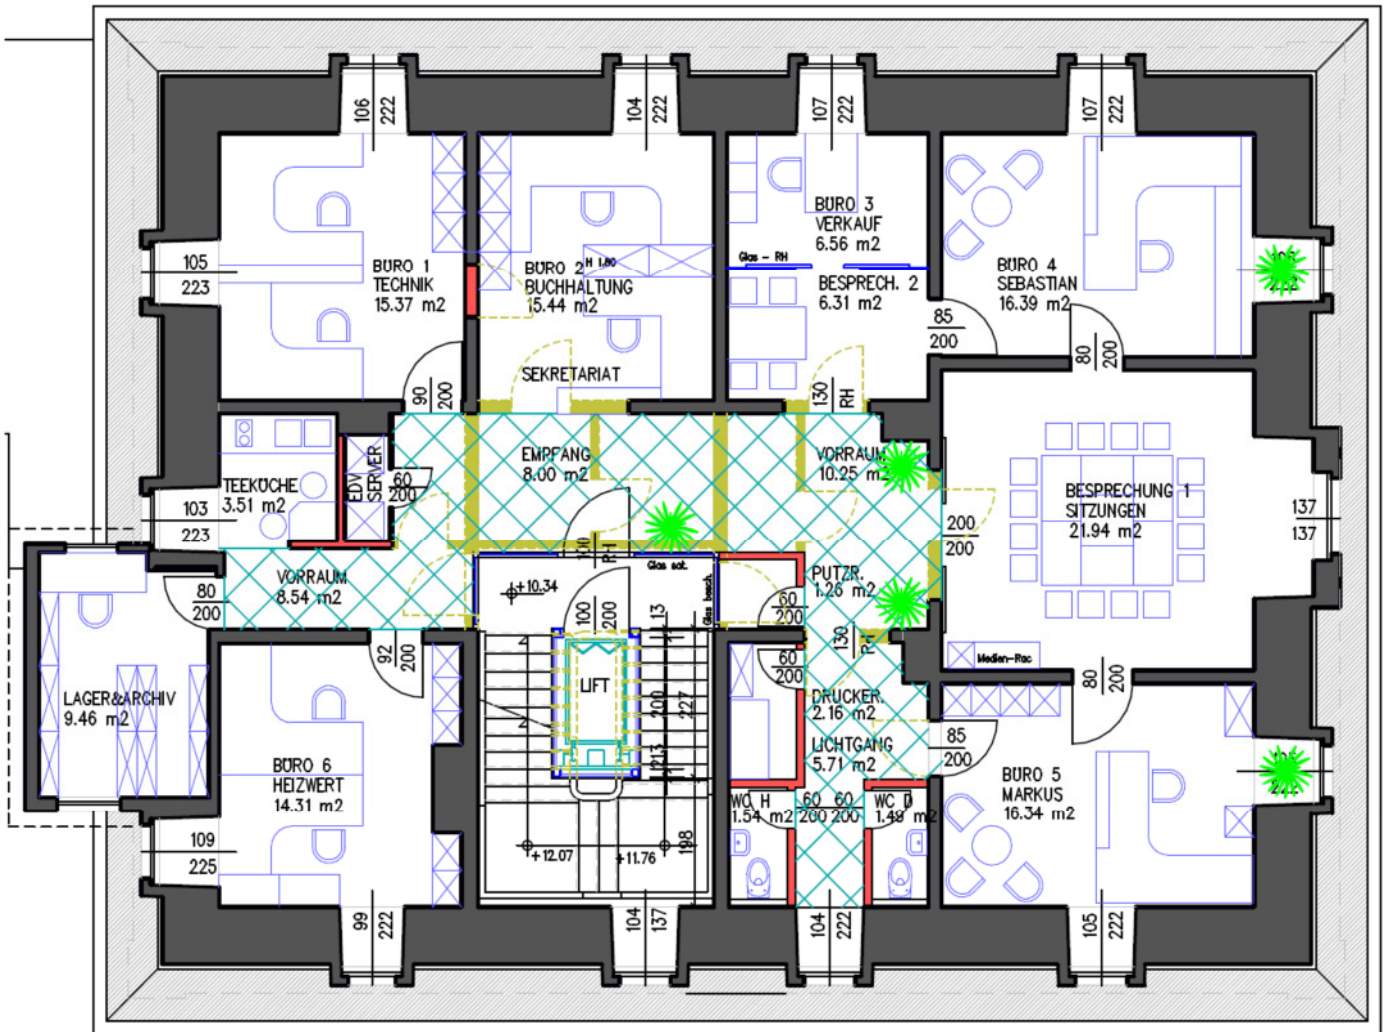 106
222
104
222
107
222
107
222
105
223
BÜRO 1
TECHNIK
15.37 m2
BÜRO 2
H 1.80
BUCHHALTUNG
15.44 m2
SEKRETARIAT
BÜRO 3
VERKAUF
6.56 m2
Glas - RH
BESPRECH. 2
6.31 m2
BÜRO 4
SEBASTIAN
16.39 m2
85
200
80
200
90
200
130
RH
TEEKÜCHE
3.51 m2
EDV
SERVER
60
200
EMPFANG
8.00 m2
VORRAUM
10.25 m2
BESPRECHUNG 1
SITZUNGEN
21.94 m2
137
137
103
223
200
200
100
RH
Glas sat.
Glas besch.
VORRAUM
8.54 m2
80
200
+10.34
100
200
13
PUTZR.
1.26 m2
60
200
130
Medien-Rac
92
200
60
200
80
200
LAGER&ARCHIV
9.46 m2
LIFT
200
227
213
DRUCKER.
2.16 m2
LICHTGANG
5.71 m2
85
200
BÜRO 6
HEIZWERT
14.31 m2
BÜRO 5
MARKUS
16.34 m2
WC H
1.54 m2
60 60
200 200
WC D
1.49 m2
109
225
+12.07
+11.76
198
99
222
104
137
104
222
105
222